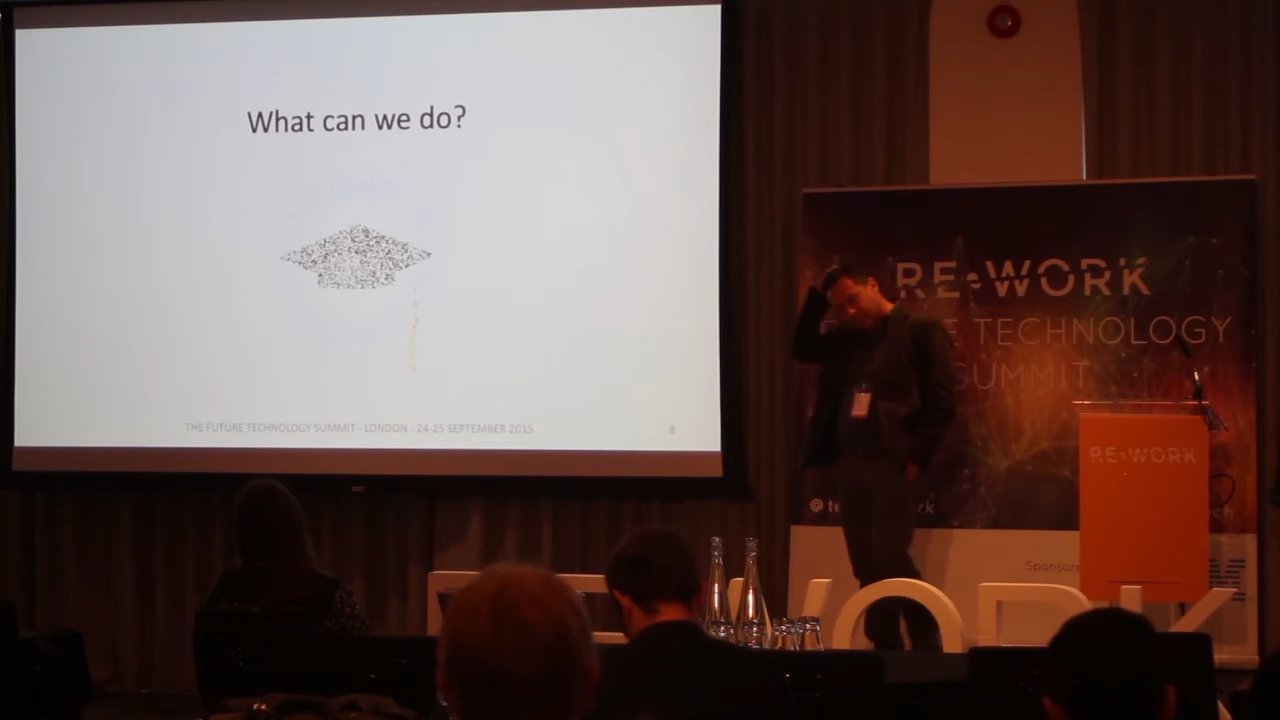 What can we do?
THE FUTURE TECHNOLOGY SUMMIT - LONDON - 24-25 SEPTEMBER 2015
8
RE•WORK
TECHNOLOGY
SUMMIT
RE•WORK
Sponsors